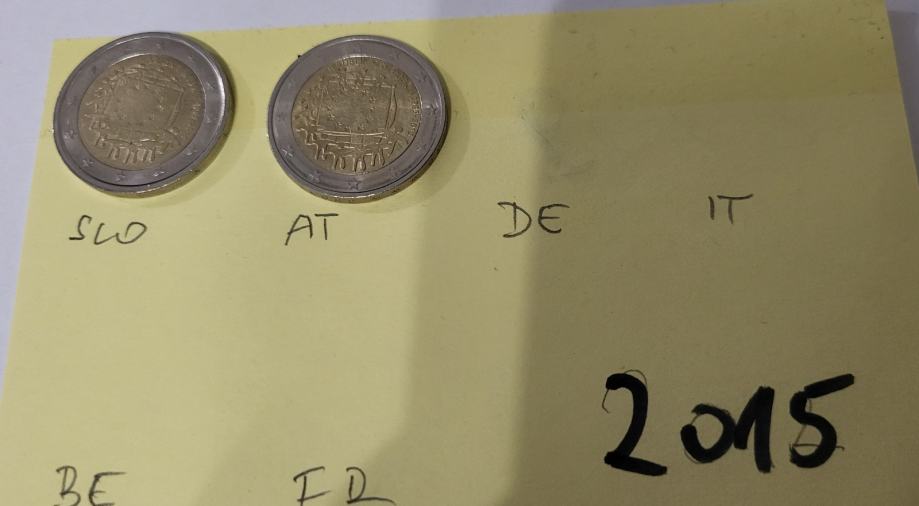 SLO AT DE IT
2015
BE FR